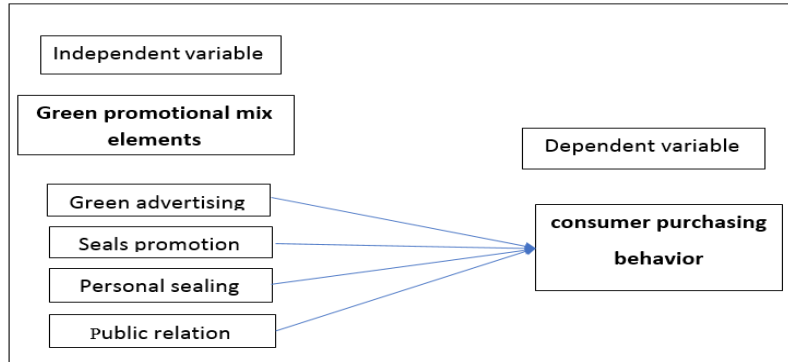 Independent variable
Green promotional mix
elements
Dependent variable
Green advertising
Seals promotion
Personal sealing
Public relation
consumer purchasing
behavior